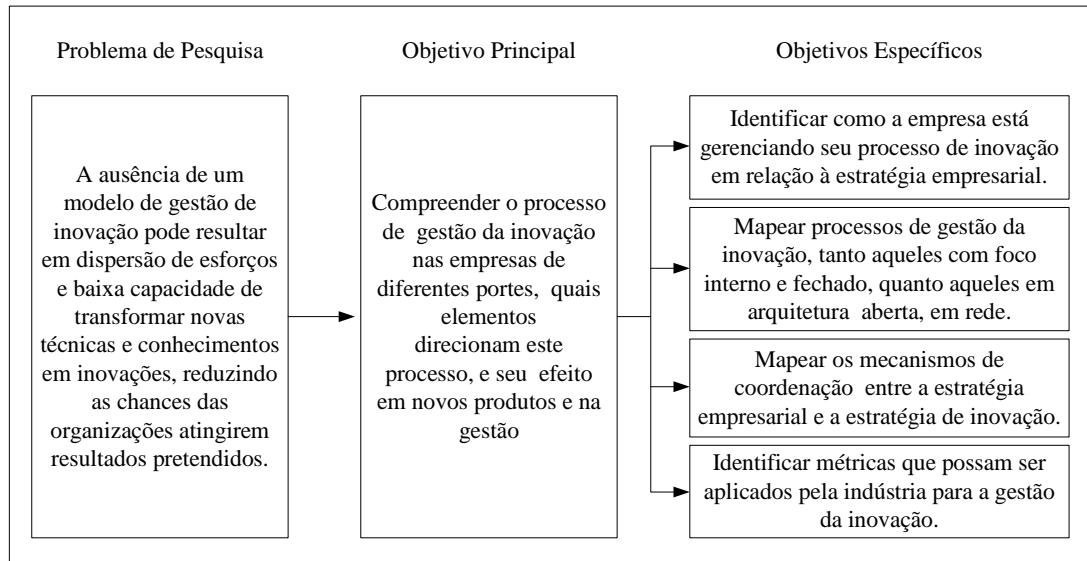 Problema de Pesquisa
A ausência de um
modelo de gestão de
inovação pode resultar
em dispersão de esforços
e baixa capacidade de
transformar novas
técnicas e conhecimentos
em inovações, reduzindo
as chances das
organizações atingirem
resultados pretendidos.
Objetivo Principal
Compreender o processo
de gestão da inovação
nas empresas de
diferentes portes, quais
elementos
direcionam este
processo, e seu efeito
em novos produtos e na
gestão
Objetivos Específicos
Identificar como a empresa está
gerenciando seu processo de inovação
em relação à estratégia empresarial.
Mapear processos de gestão da
inovação, tanto aqueles com foco
interno e fechado, quanto aqueles em
arquitetura aberta, em rede.
Mapear os mecanismos de
coordenação entre a estratégia
empresarial e a estratégia de inovação.
Identificar métricas que possam ser
aplicados pela indústria para a gestão
da inovação.